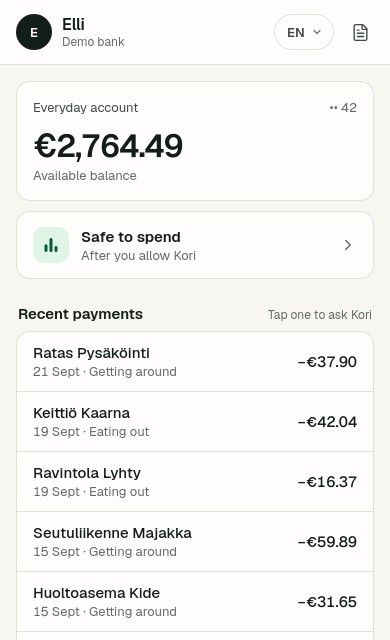 E
Elli
Demo bank
EN
Everyday account
•• 42
€2,764.49
Available balance
Safe to spend
After you allow Kori
Recent payments
Tap one to ask Kori
Ratas Pysäköinti
21 Sept · Getting around
−€37.90
Keittiö Kaarna
19 Sept · Eating out
−€42.04
Ravintola Lyhty
19 Sept · Eating out
−€16.37
Seutuliikenne Majakka
15 Sept · Getting around
−€59.89
Huoltoasema Kide
15 Sept · Getting around
−€31.65